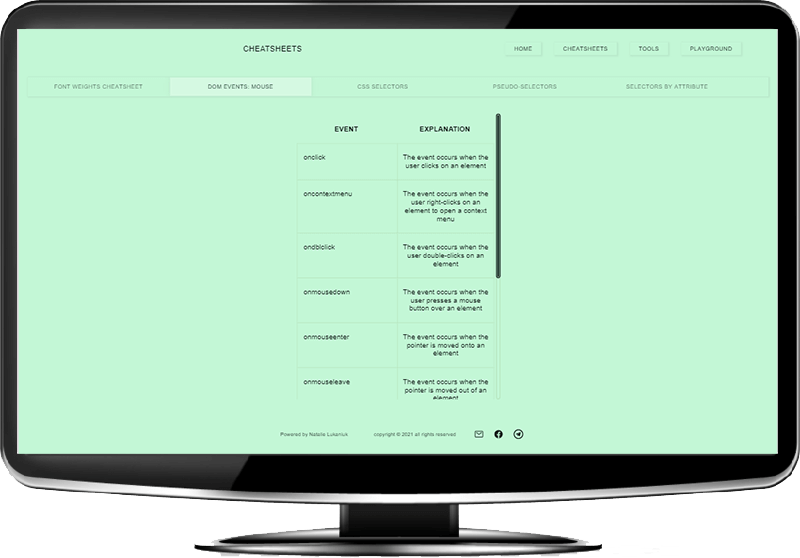 CHEATSHEETS
HOME
CHEATSHEETS
TOOLS
PLAYGROUND
FONT WEIGHTS CHEATSHEET
DOM EVENTS: MOUSE
CSS SELECTORS
PSEUDO-SELECTORS
SELECTORS BY ATTRIBUTE
EVENT
EXPLANATION
onclick
The event occurs when the
user clicks on an element
oncontextmenu
The event occurs when the
user right-clicks on an
element to open a context
menu
ondblclick
The event occurs when the
user double-clicks on an
element
onmousedown
The event occurs when the
user presses a mouse
button over an element
onmouseenter
The event occurs when the
pointer is moved onto an
element
onmouseleave
The event occurs when the
pointer is moved out of an
element
Powered by Natalie Lukaniuk
copyright © 2021 all rights reserved